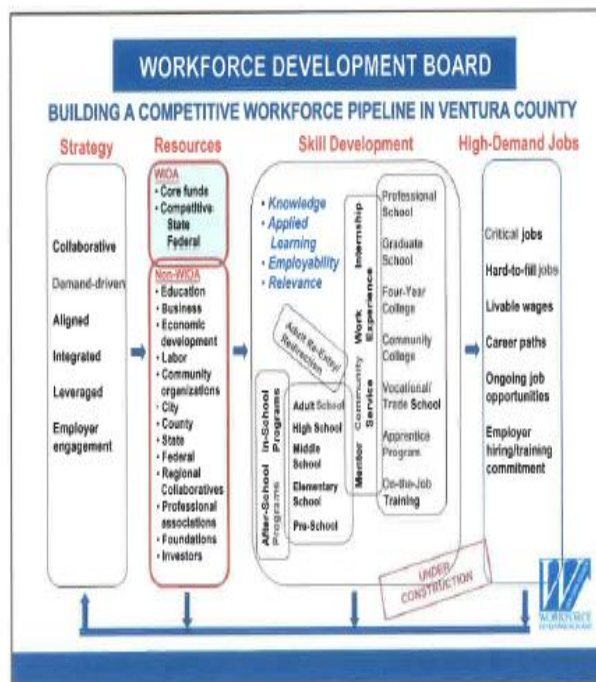 WORKFORCE DEVELOPMENT BOARD
BUILDING A COMPETITIVE WORKFORCE PIPELINE IN VENTURA COUNTY
Strategy
Collaborative
Demand-driven
Aligned
Integrated
Leveraged
Employer
engagement
Resources
WIOA
• Core funds
• Competitive
State
Federal
Non-WIOA
• Education
• Business
• Economic
development
• Labor
• Community
organizations
• City
• County
• State
• Federal
• Regional
Collaboratives
• Professional
associations
• Foundations
• Investors
Skill Development
• Knowledge
• Applied
Learning
• Employability
• Relevance
Adult Re-Entry/
Redirection
After-School In-School
Programs Programs
Adult School
High School
Middle
School
Elementary
School
Pre-School
Mentor Community Work Internship
Service Experience
Professional
School
Graduate
School
Four-Year
College
Community
College
Vocational/
Trade School
Apprentice
Program
On-the-Job
Training
UNDER
CONSTRUCTION
High-Demand Jobs
Critical jobs
Hard-to-fill jobs
Livable wages
Career paths
Ongoing job
opportunities
Employer
hiring/training
commitment
W
WORKFORCE